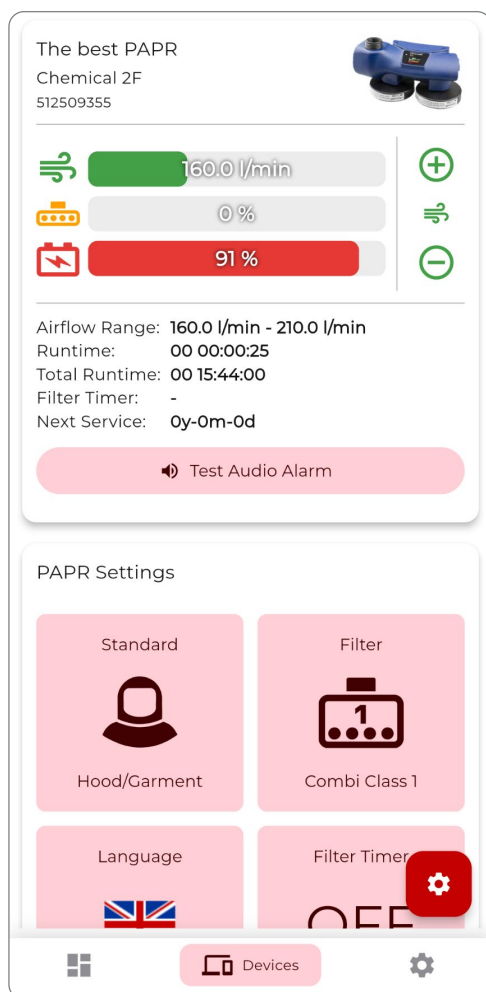 The best PAPR
Chemical 2F
512509355
160.0 l/min
0 %
91 %
Airflow Range: 160.0 l/min - 210.0 l/min
Runtime: 00 00:00:25
Total Runtime: 00 15:44:00
Filter Timer: -
Next Service: 0y-0m-0d
Test Audio Alarm
PAPR Settings
Standard
Filter
1
Hood/Garment
Combi Class 1
Language
Filter Timer
OFF
Devices